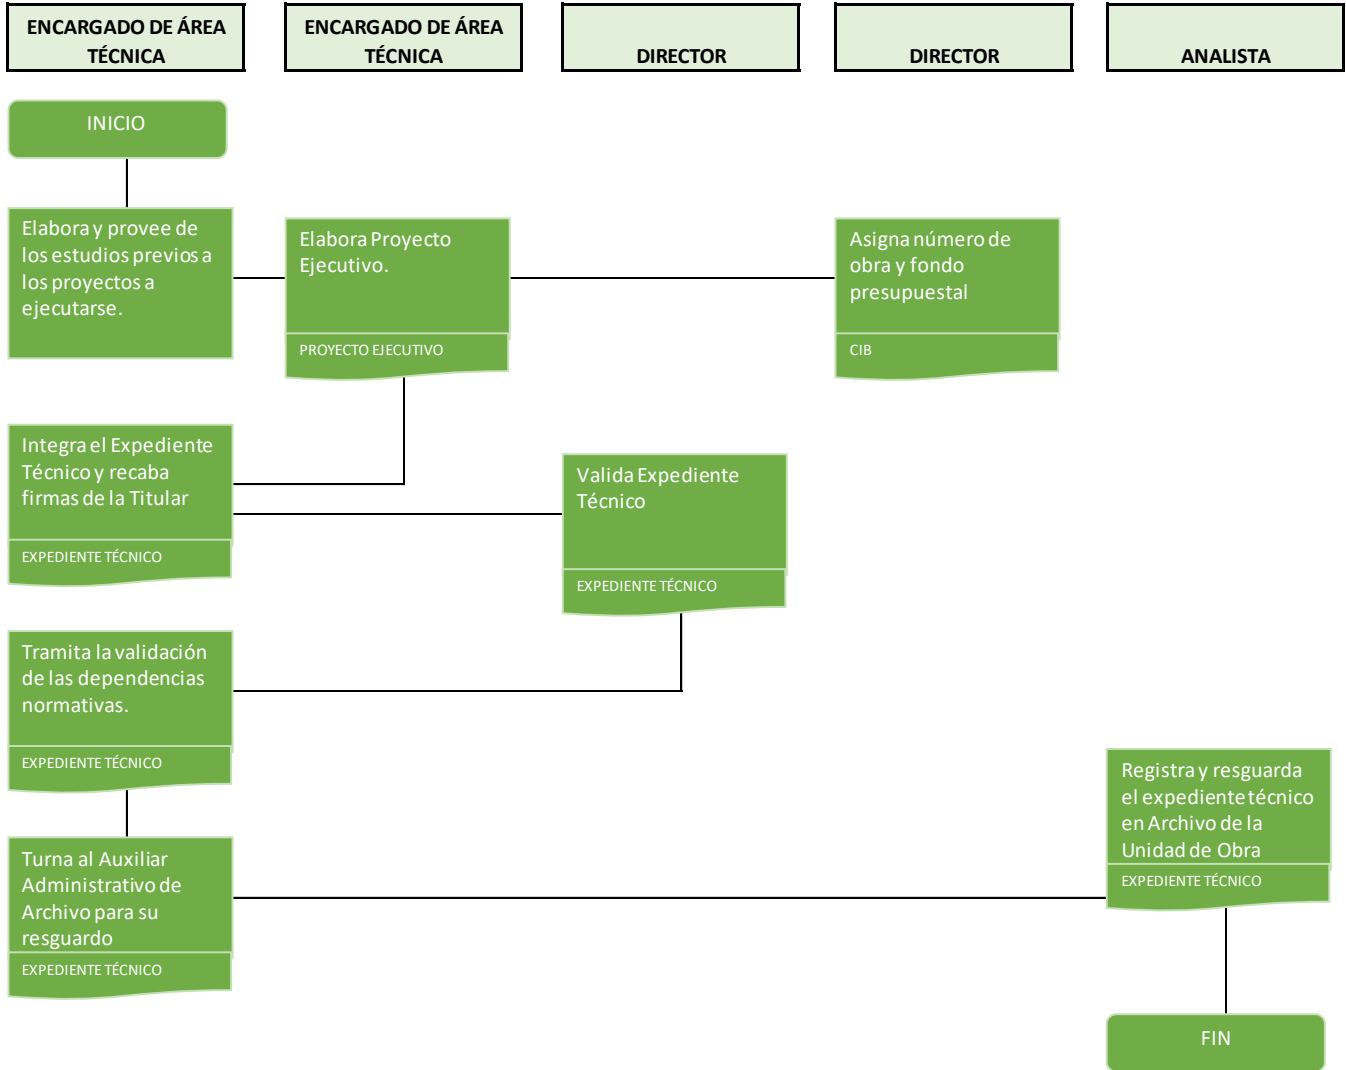 ENCARGADO DE ÁREA
TÉCNICA
ENCARGADO DE ÁREA
TÉCNICA
DIRECTOR
DIRECTOR
ANALISTA
INICIO
Elabora y provee de
los estudios previos a
los proyectos a
ejecutarse.
Elabora Proyecto
Ejecutivo.
PROYECTO EJECUTIVO
Asigna número de
obra y fondo
presupuestal
CIB
Integra el Expediente
Técnico y recaba
firmas de la Titular
EXPEDIENTE TÉCNICO
Valida Expediente
Técnico
EXPEDIENTE TÉCNICO
Tramita la validación
de las dependencias
normativas.
EXPEDIENTE TÉCNICO
Registra y resguarda
el expediente técnico
en Archivo de la
Unidad de Obra
EXPEDIENTE TÉCNICO
Turna al Auxiliar
Administrativo de
Archivo para su
resguardo
EXPEDIENTE TÉCNICO
FIN